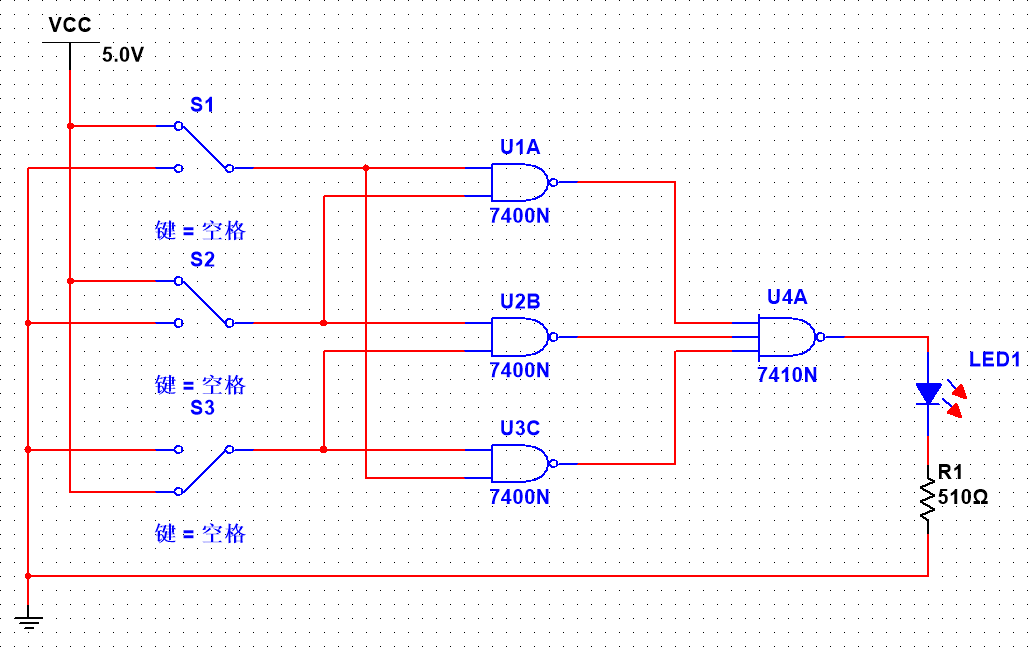 VCC
5.0V
S1
键 = 空格
S2
键 = 空格
S3
键 = 空格
U1A
7400N
U2B
7400N
U3C
7400N
U4A
7410N
LED1
R1
510Ω